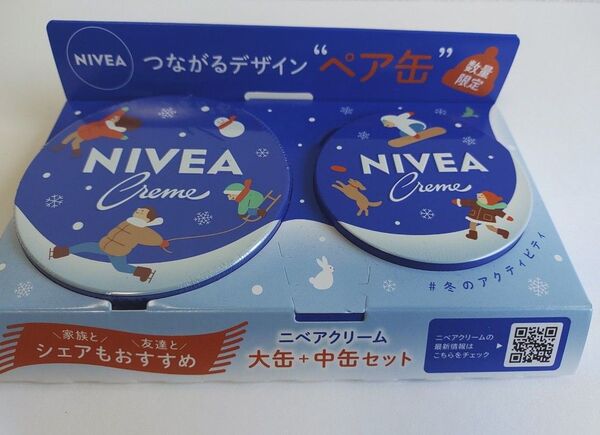 NIVEA
つながるデザイン "ペア缶"
数量
限定
NIVEA
Creme
NIVEA
Creme
#冬のアクティビティ
家族と 友達と
シェアもおすすめ
ニベアクリーム
大缶+中缶セット
ニベアクリームの
最新情報は
こちらをチェック